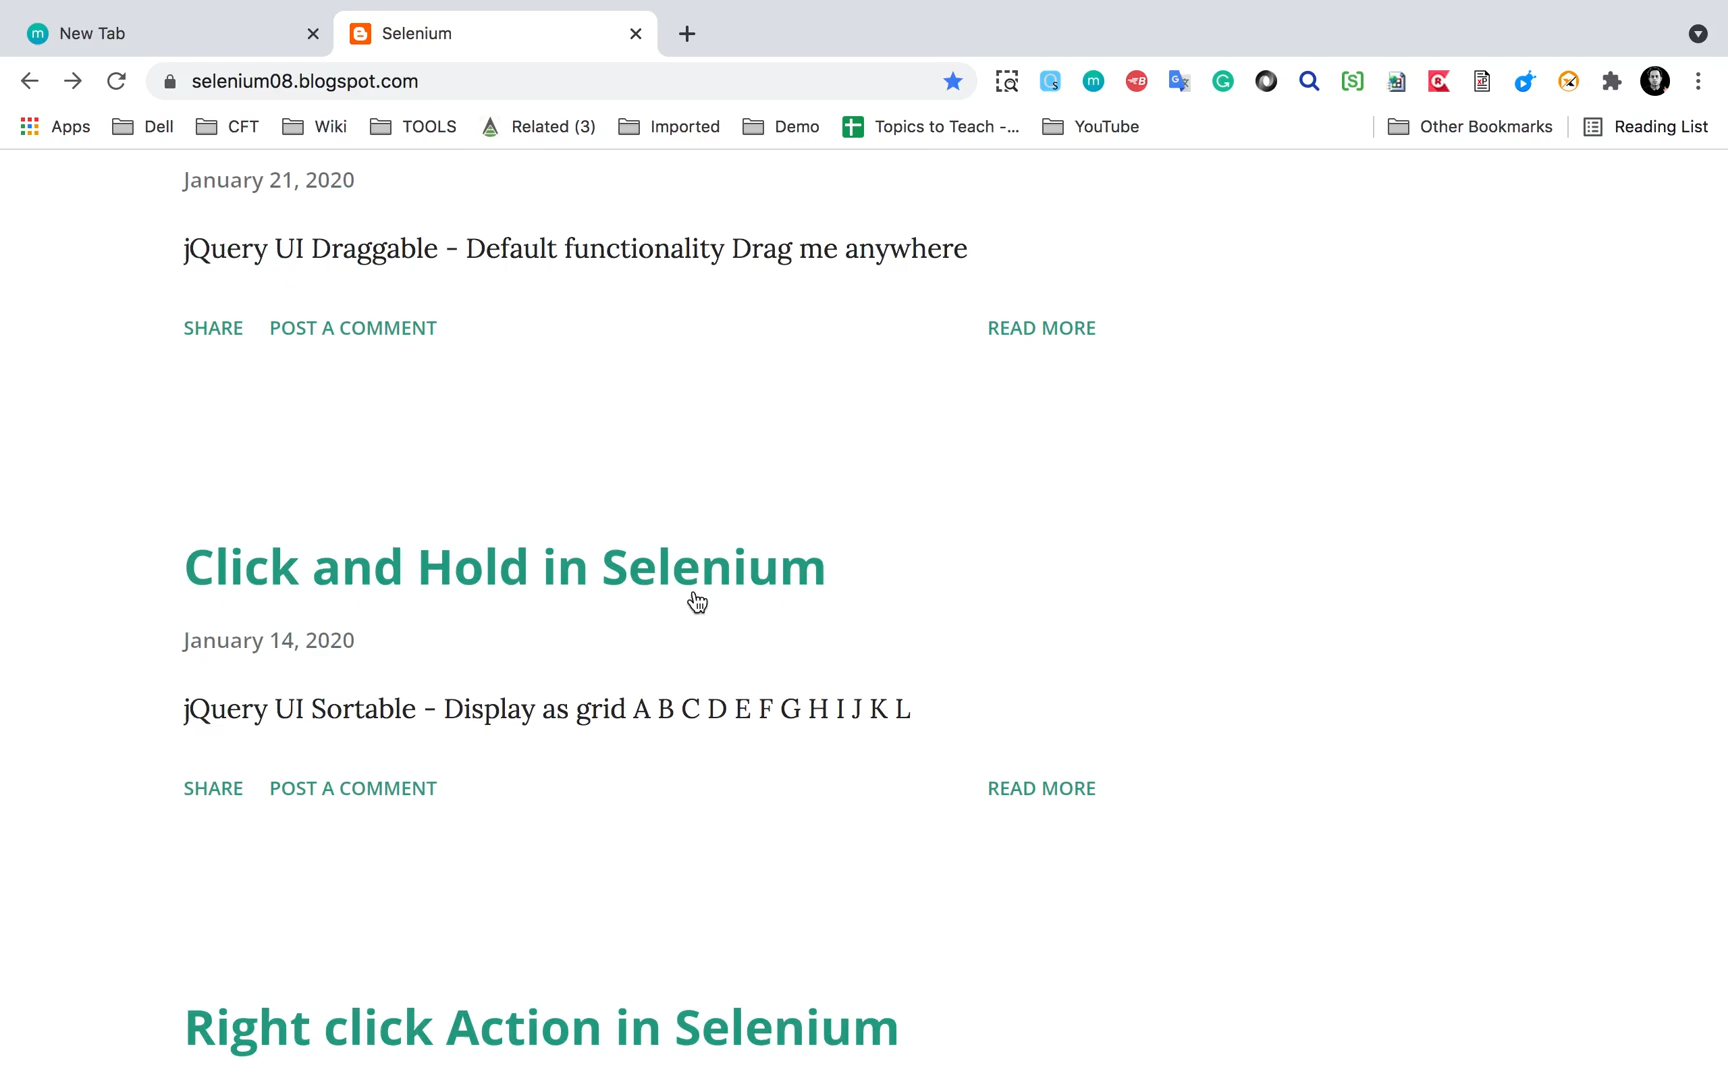 New Tab
Selenium
selenium08.blogspot.com
Apps Dell CFT Wiki TOOLS Related (3) Imported Demo Topics to Teach -... YouTube Other Bookmarks Reading List
January 21, 2020
jQuery UI Draggable - Default functionality Drag me anywhere
SHARE POST A COMMENT READ MORE
Click and Hold in Selenium
January 14, 2020
jQuery UI Sortable - Display as grid A B C D E F G H I J K L
SHARE POST A COMMENT READ MORE
Right click Action in Selenium